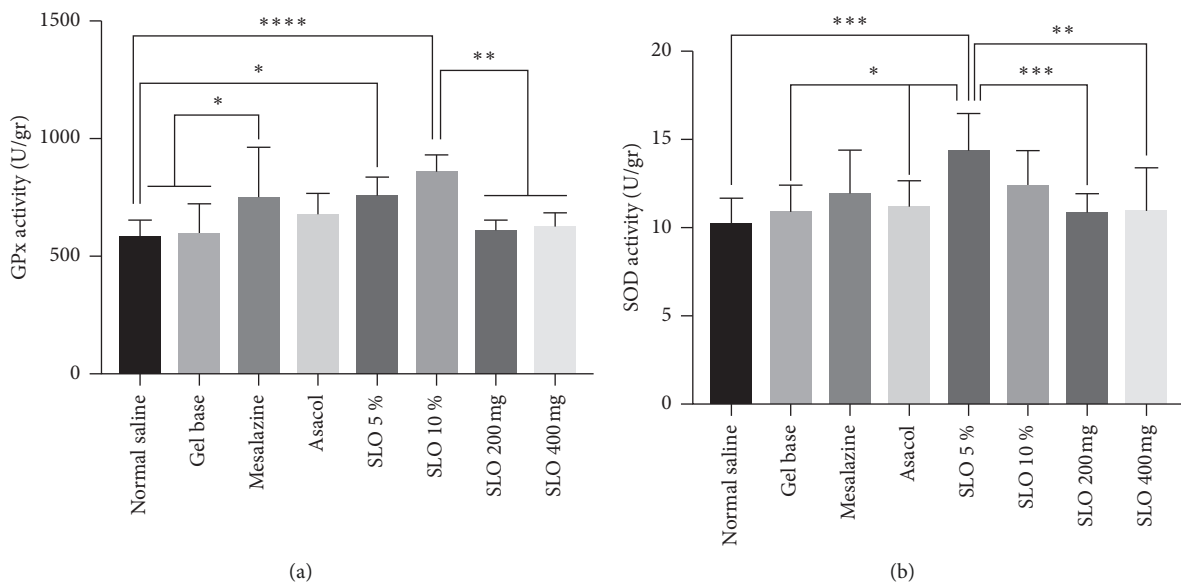 1500
1000
500
0
GPx activity (U/gr)
****
*
*
**
Normal saline
Gel base
Mesalazine
Asacol
SLO 5 %
SLO 10 %
SLO 200 mg
SLO 400 mg
(a)
20
15
10
5
0
SOD activity (U/gr)
***
**
*
***
Normal saline
Gel base
Mesalazine
Asacol
SLO 5 %
SLO 10 %
SLO 200 mg
SLO 400 mg
(b)